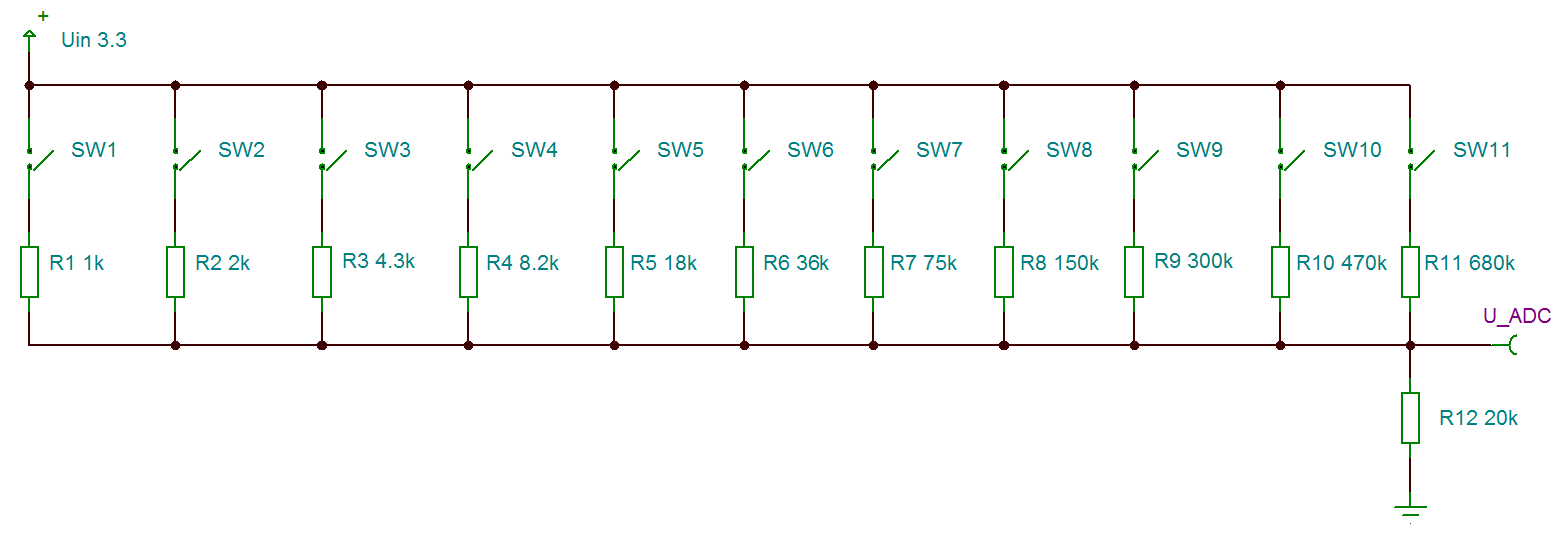 +
Uin 3.3
SW1
SW2
SW3
SW4
SW5
SW6
SW7
SW8
SW9
SW10
SW11
R1 1k
R2 2k
R3 4.3k
R4 8.2k
R5 18k
R6 36k
R7 75k
R8 150k
R9 300k
R10 470k
R11 680k
U_ADC
R12 20k